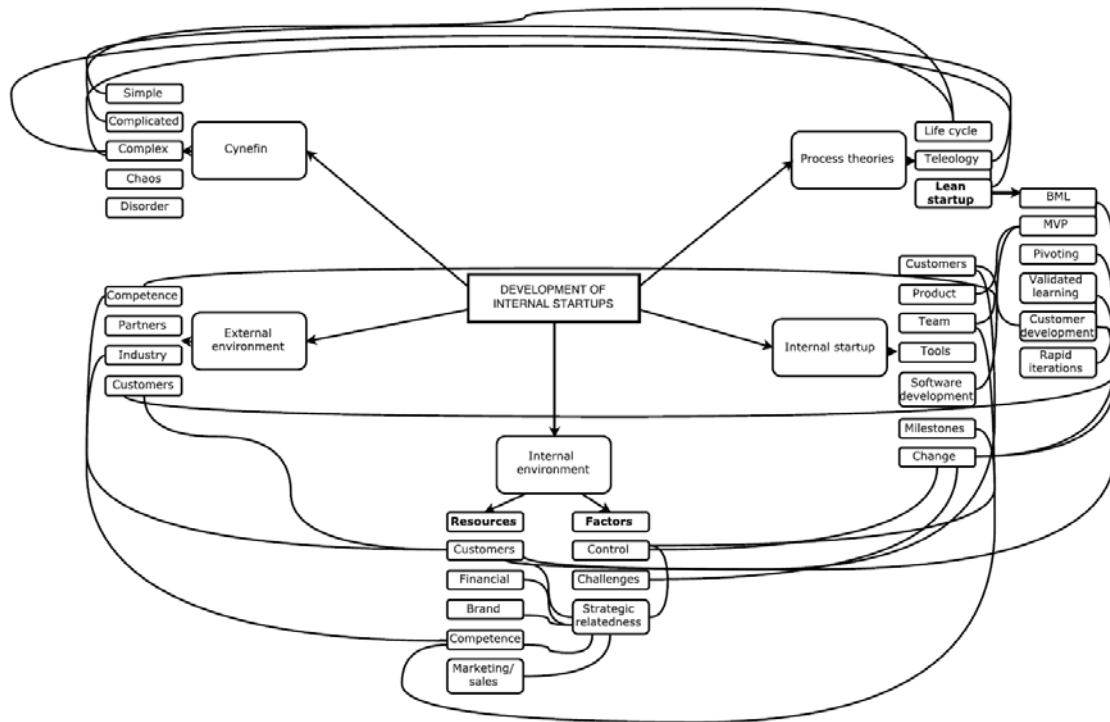 Simple
Complicated
Complex
Chaos
Disorder
Cynefin
Process theories
Life cycle
Teleology
Lean
startup
BML
MVP
Pivoting
Validated
learning
Customer
development
Rapid
iterations
DEVELOPMENT OF
INTERNAL STARTUPS
Competence
Partners
Industry
Customers
External
environment
Internal startup
Customers
Product
Team
Tools
Software
development
Milestones
Change
Internal
environment
Resources
Customers
Financial
Brand
Competence
Marketing/
sales
Factors
Control
Challenges
Strategic
relatedness